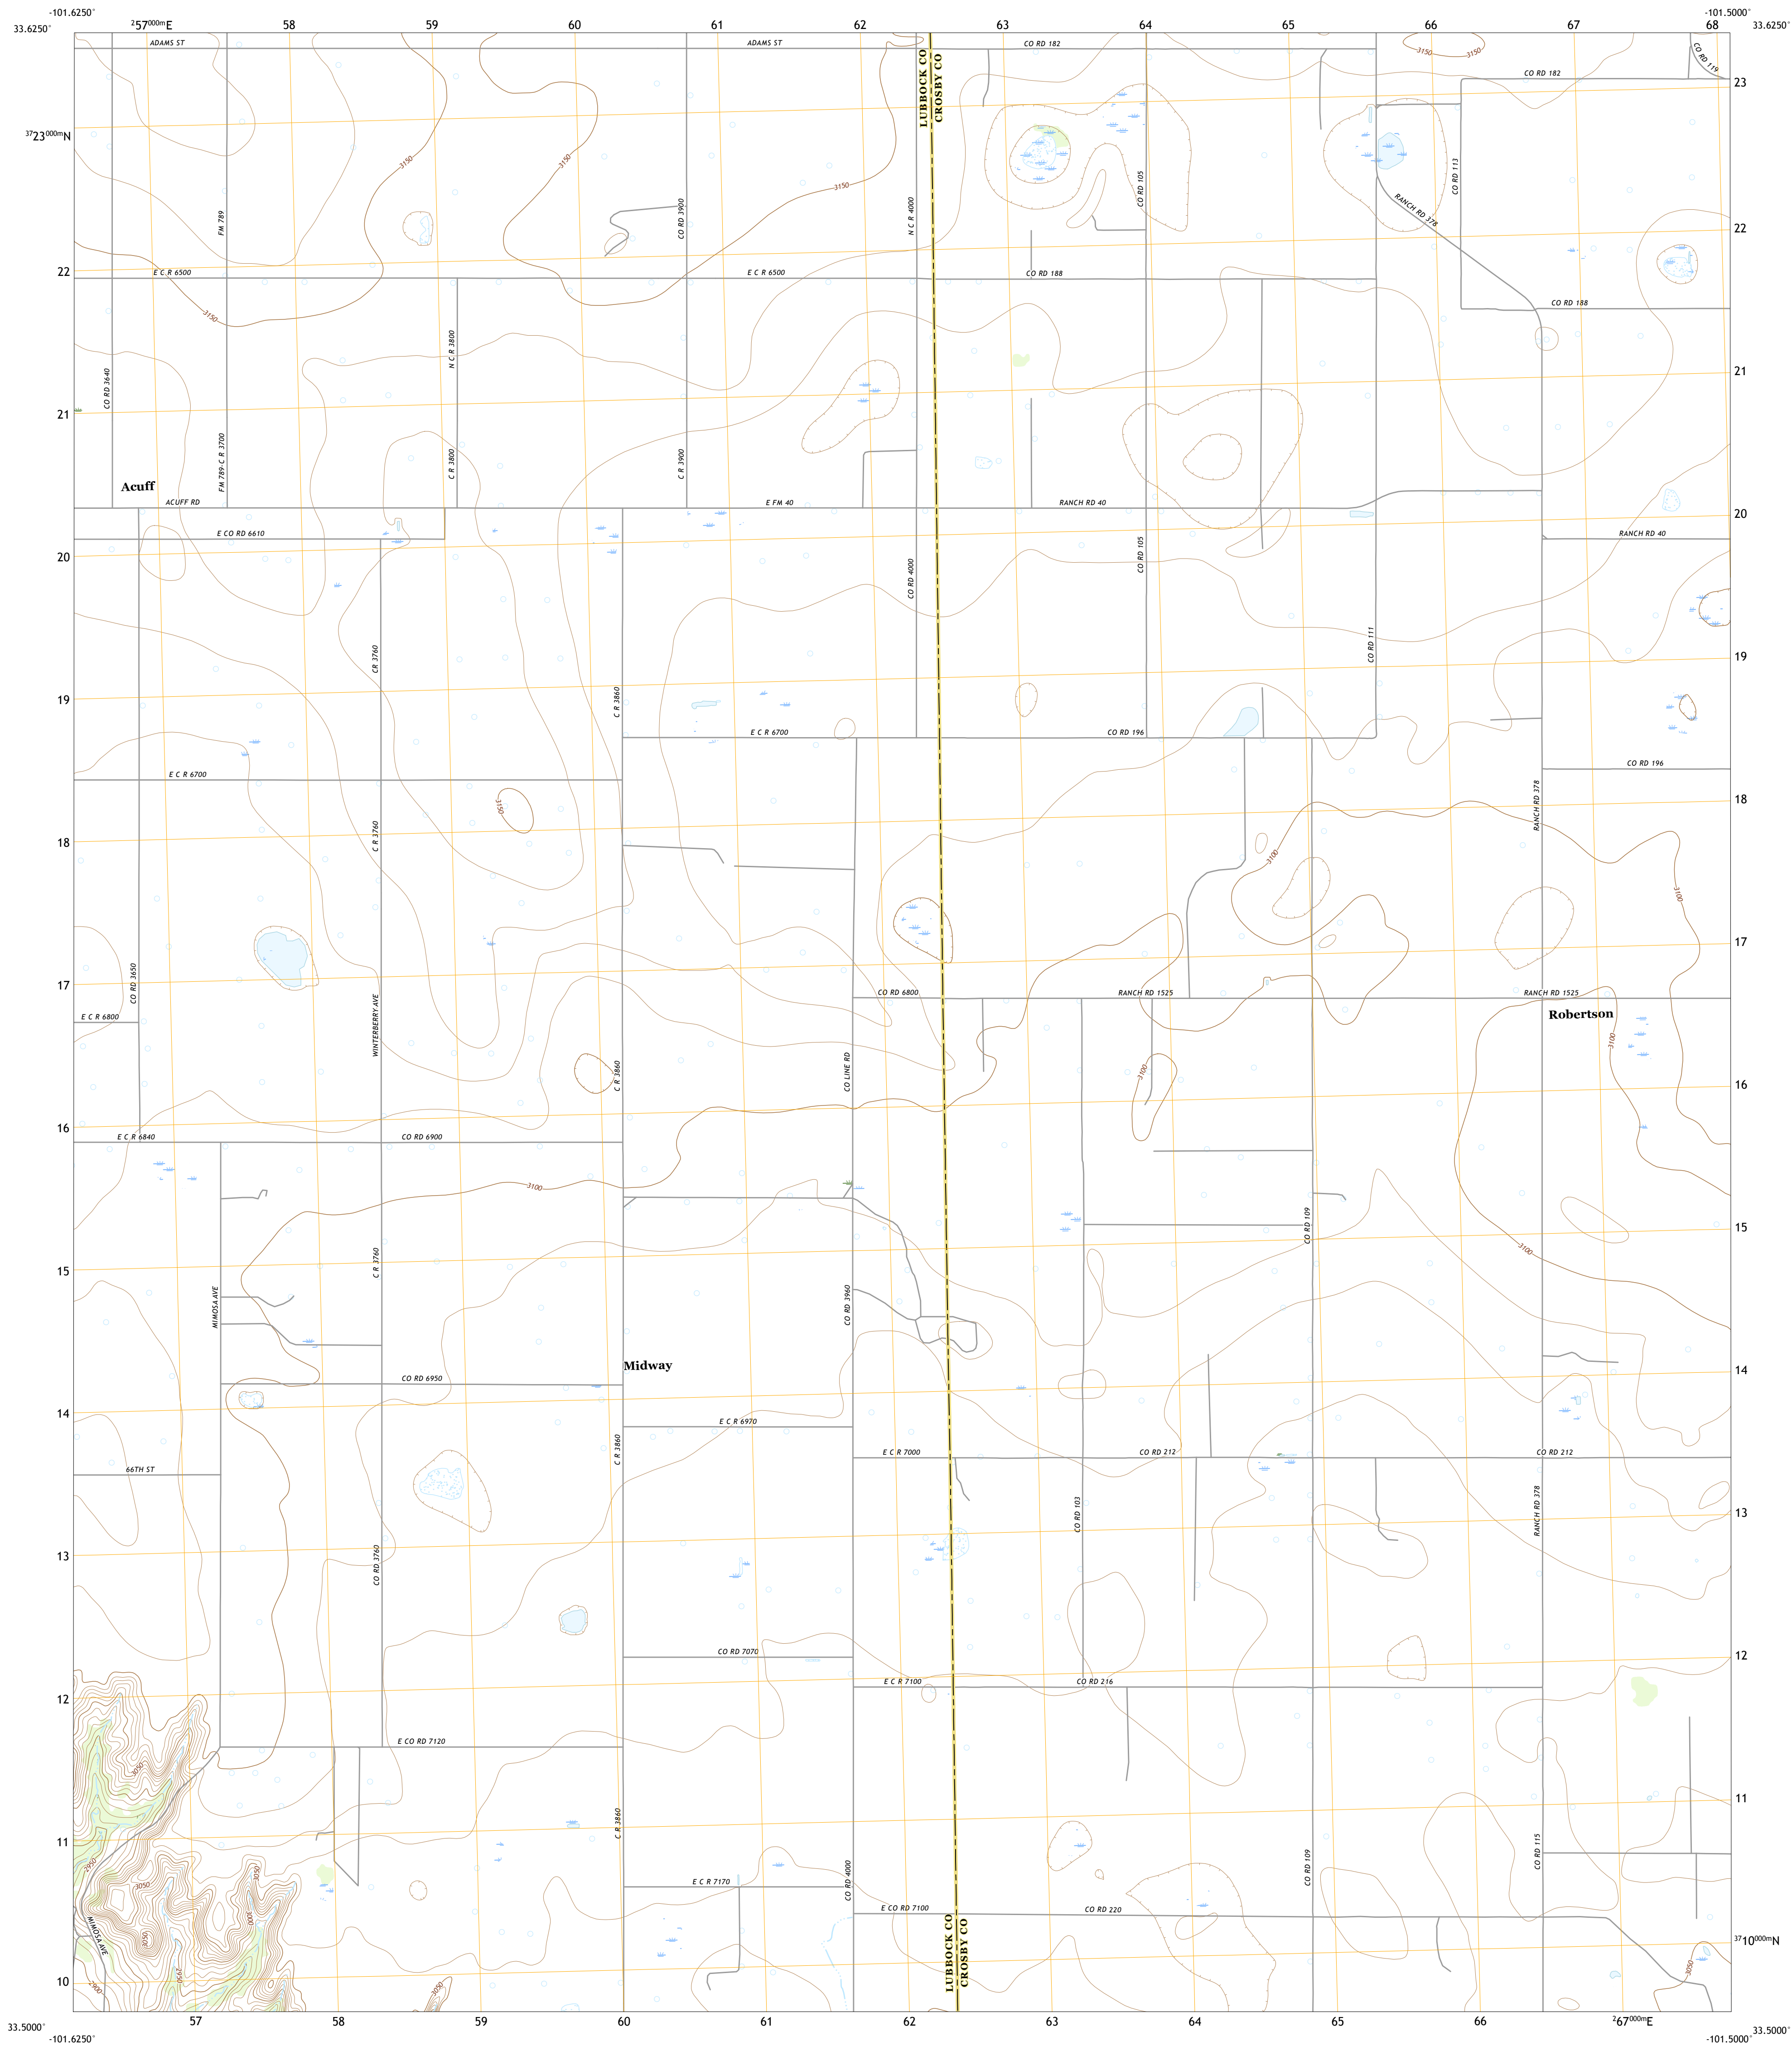 -101.6250°
-101.5000°
33.6250°
²57⁰⁰⁰ᵐE 58 59 60 61 62 63 64 65 66 67 68
33.6250°
ADAMS ST
ADAMS ST
CO RD 182
CO RD 182
CO RD 119
LUBBOCK CO
CROSBY CO
3150
3150
23
³⁷23⁰⁰⁰ᵐN
3150
3150
3150
FM 789
CO RD 3900
N C R 4000
CO RD 105
CO RD 113
RANCH RD 378
22
22
E C R 6500
E C R 6500
CO RD 188
CO RD 188
3150
N C R 3800
CO RD 3640
21
21
FM 789-C R 3700
C R 3800
C R 3900
Acuff
ACUFF RD
E FM 40
RANCH RD 40
20
E CO RD 6610
RANCH RD 40
20
CO RD 4000
CO RD 105
CR 3760
CO RD 111
19
19
C R 3860
E C R 6700
CO RD 196
CO RD 196
E C R 6700
3150
RANCH RD 378
18
18
C R 3760
3100
3100
17
17
CO RD 3650
CO RD 6800
RANCH RD 1525
RANCH RD 1525
E C R 6800
Robertson
WINTERBERRY AVE
3100
C R 3860
CO LINE RD
3100
16
16
E C R 6840
CO RD 6900
3100
15
CO RD 109
3100
C R 3760
15
MIMOSA AVE
CO RD 3960
Midway
CO RD 6950
14
14
E C R 6970
C R 3860
E C R 7000
CO RD 212
CO RD 212
66TH ST
CO RD 103
RANCH RD 378
13
13
CO RD 3760
CO RD 7070
12
E C R 7100
CO RD 216
12
E CO RD 7120
3050
11
C R 3860
11
2950
3050
3050
E C R 7170
CO RD 4000
CO RD 109
CO RD 115
E CO RD 7100
CO RD 220
3000
3050
MIMOSA AVE
LUBBOCK CO
CROSBY CO
³⁷10⁰⁰⁰ᵐN
10
2950
2900
3050
3050
33.5000°
57 58 59 60 61 62 63 64 65 66 ²67⁰⁰⁰ᵐE
33.5000°
-101.6250°
-101.5000°